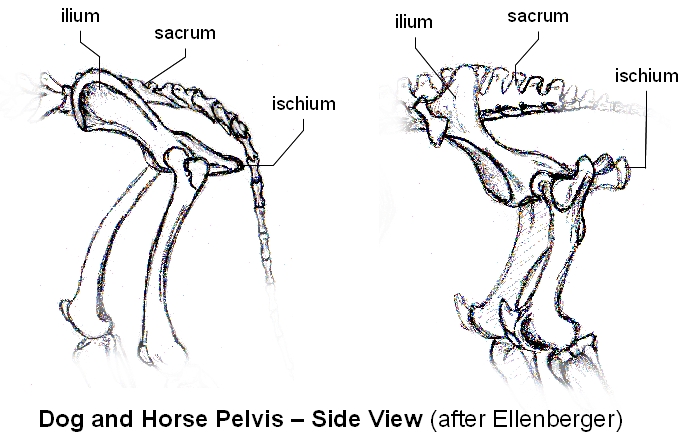 ilium
sacrum
ischium
ilium
sacrum
ischium
Dog and Horse Pelvis – Side View (after Ellenberger)